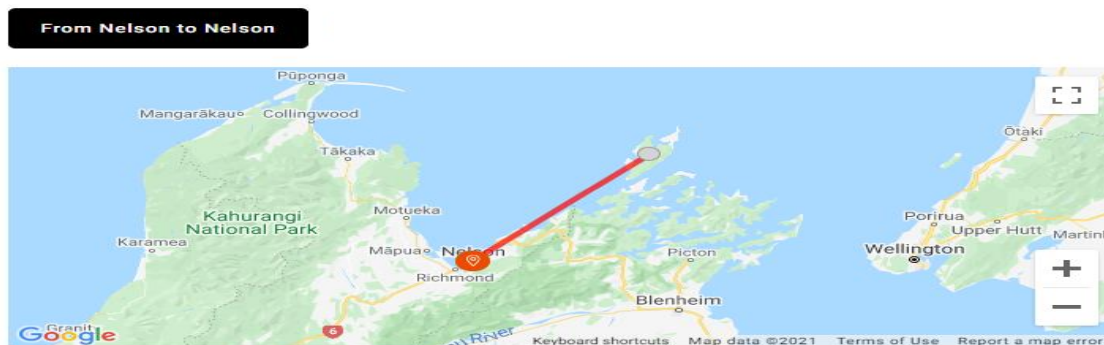 From Nelson to Nelson
Pūponga
Mangarākau
Collingwood
Ōtaki
Tākaka
Motueka
Kahurangi
National Park
Porirua
Upper Hutt
Karamea
Māpua
Nelson
Picton
Wellington
Richmond
Blenheim
6
Granit
Google
River
Keyboard shortcuts
Map data ©2021
Terms of Use
Report a map error